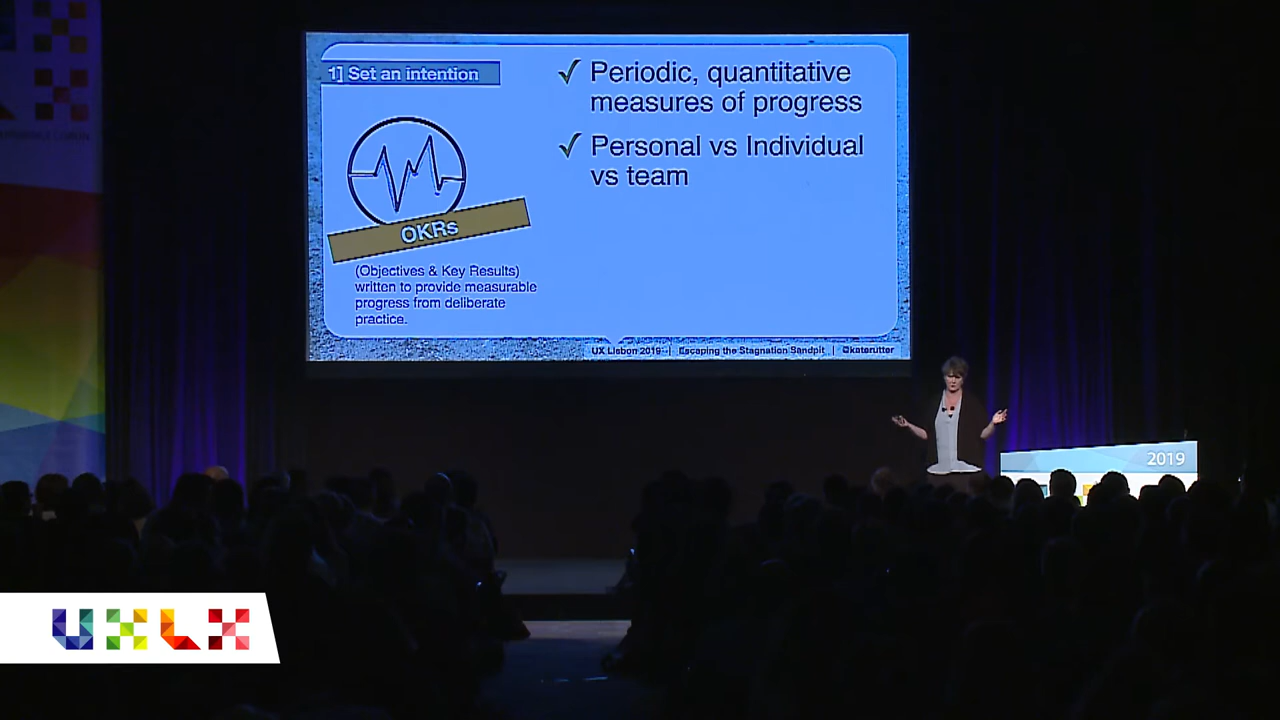 1] Set an intention
OKRs
(Objectives & Key Results)
written to provide measurable
progress from deliberate
practice.
✓ Periodic, quantitative
measures of progress
✓ Personal vs Individual
vs team
UX Lisbon 2019 | Escaping the Stagnation Sandpit | @katerutter
2019
UXLX